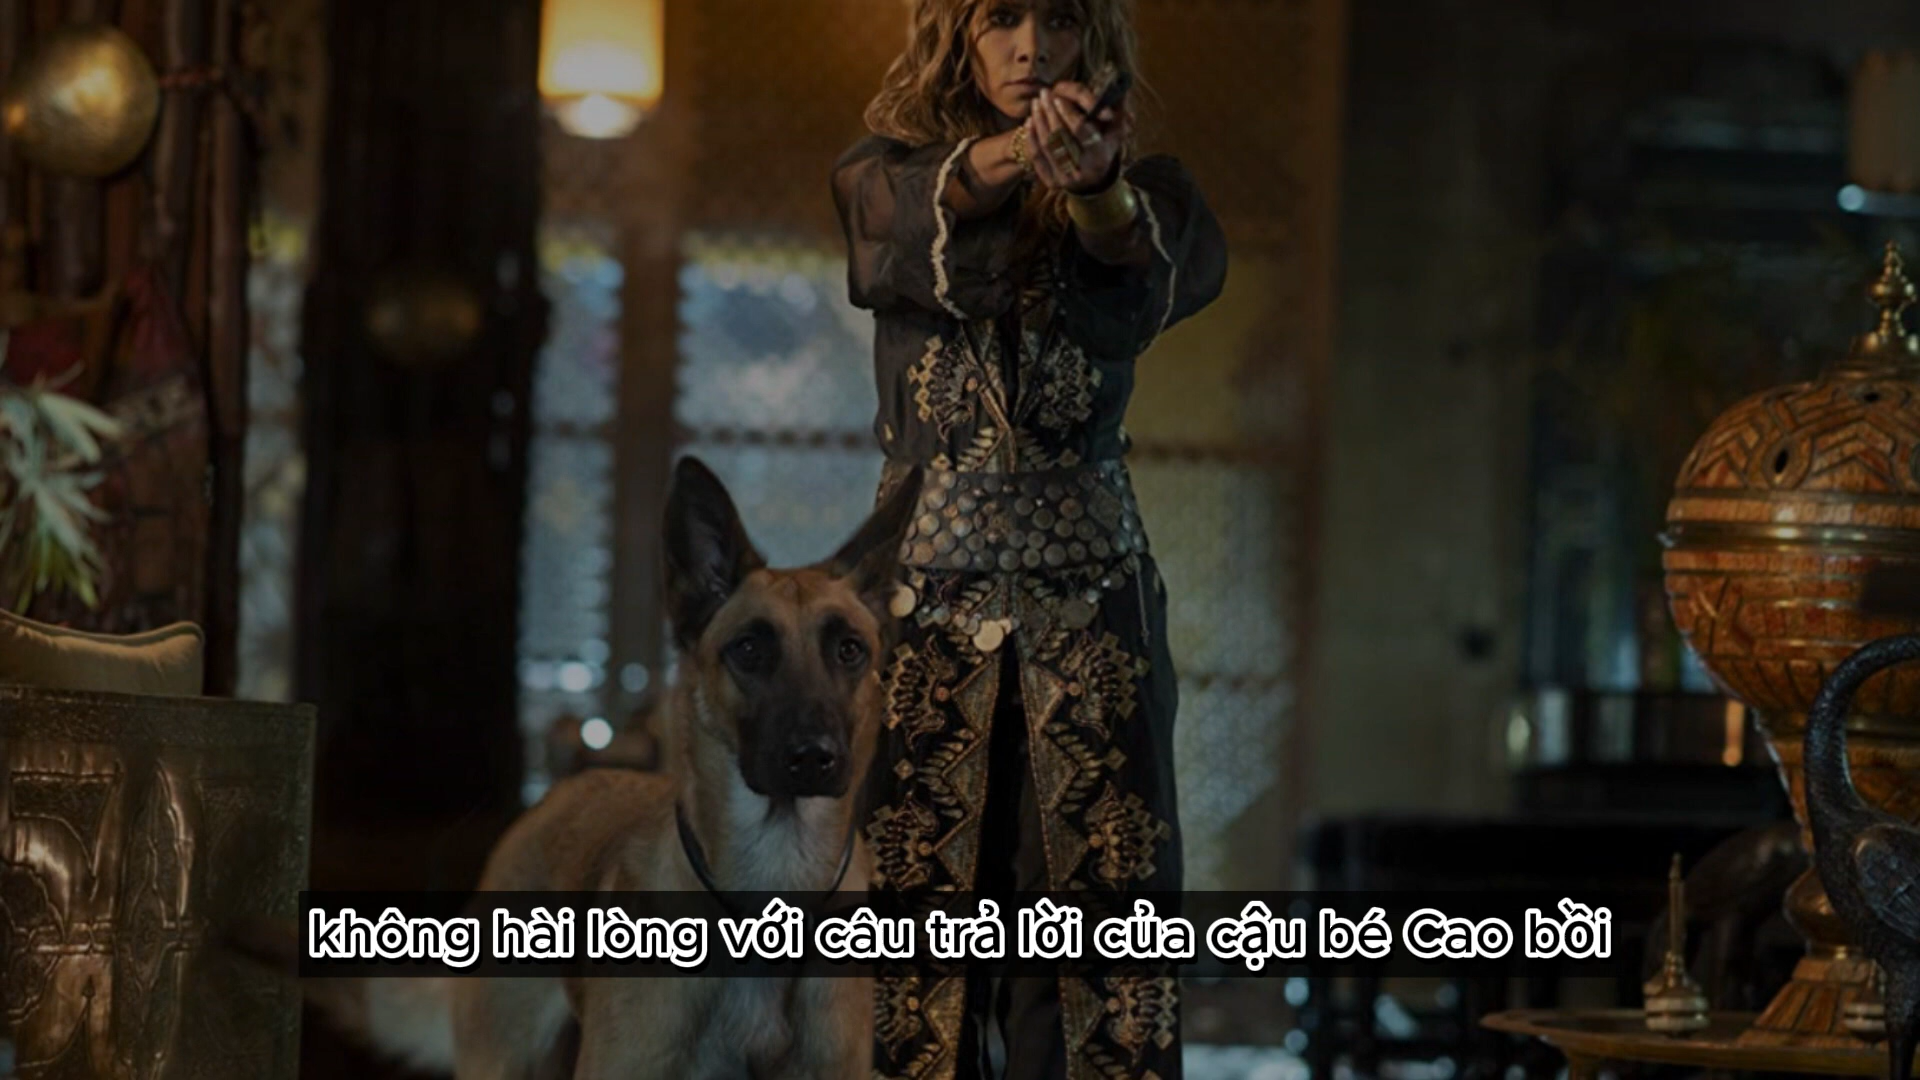 không hài lòng với câu trả lời của cậu bé Cao bồi